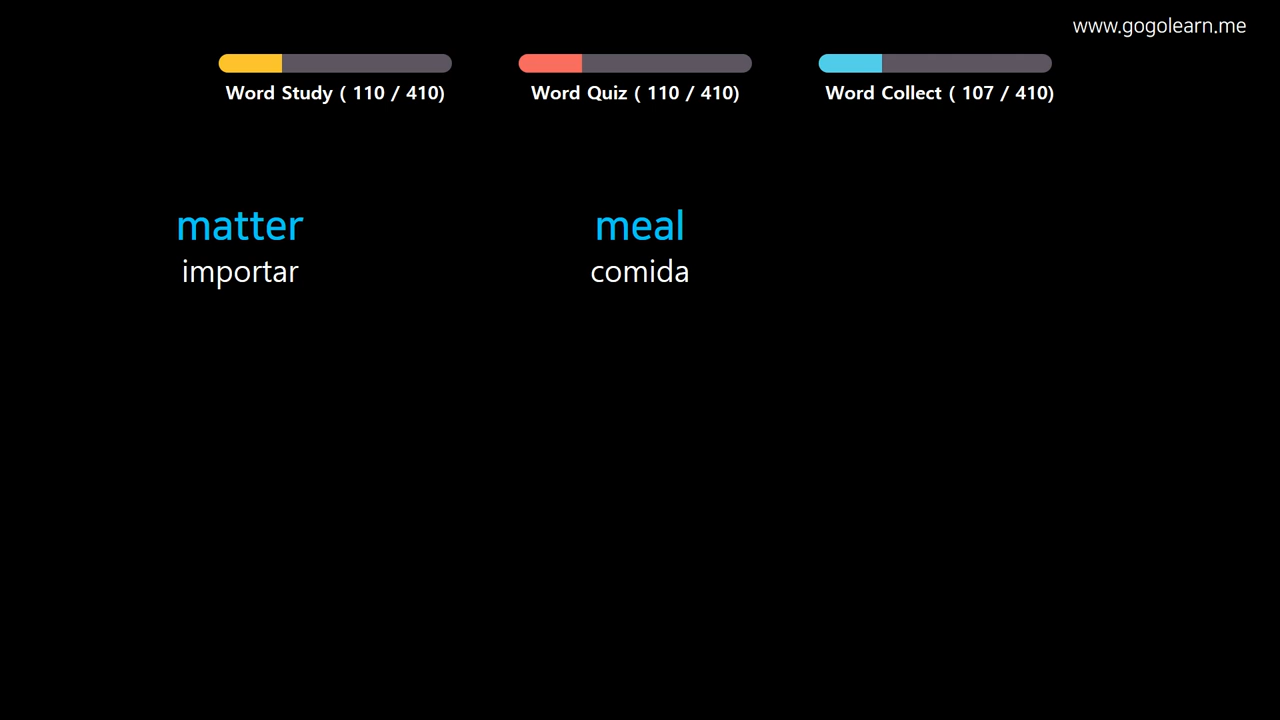 www.gogolearn.me
Word Study ( 110 / 410)
Word Quiz ( 110 / 410)
Word Collect ( 107 / 410)
matter
importar
meal
comida